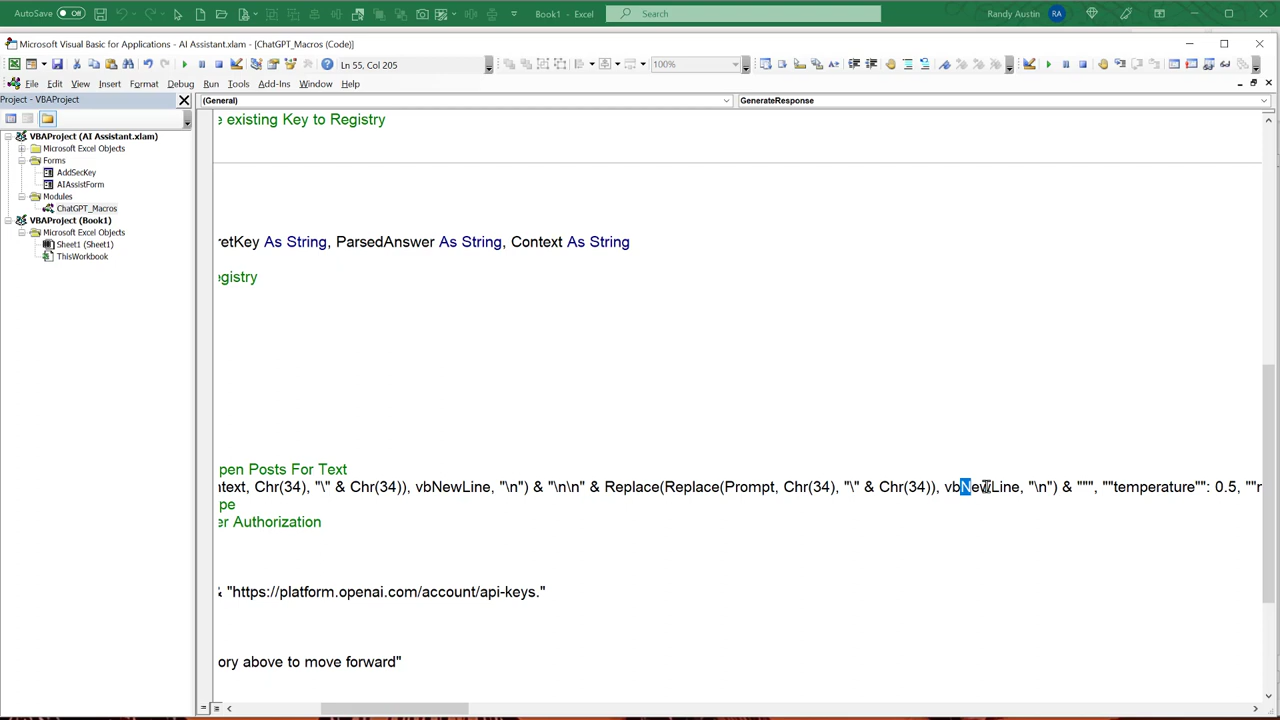 AutoSave Off Book1 - Excel Search Randy Austin RA
Microsoft Visual Basic for Applications - AI Assistant.xlam - [ChatGPT_Macros (Code)]
Ln 55, Col 205 100%
File Edit View Insert Format Debug Run Tools Add-Ins Window Help
Project - VBAProject
(General) GenerateResponse
VBAProject (AI Assistant.xlam)
Microsoft Excel Objects
Forms
AddSecKey
AIAssistForm
Modules
ChatGPT_Macros
VBAProject (Book1)
Microsoft Excel Objects
Sheet1 (Sheet1)
ThisWorkbook
e existing Key to Registry
retKey As String, ParsedAnswer As String, Context As String
egistry
pen Posts For Text
ntext, Chr(34), "\" & Chr(34)), vbNewLine, "\n") & "\n\n" & Replace(Replace(Prompt, Chr(34), "\" & Chr(34)), vbNewLine, "\n") & """, ""temperature"": 0.5, ""
pe
er Authorization
& "https://platform.openai.com/account/api-keys."
ory above to move forward"